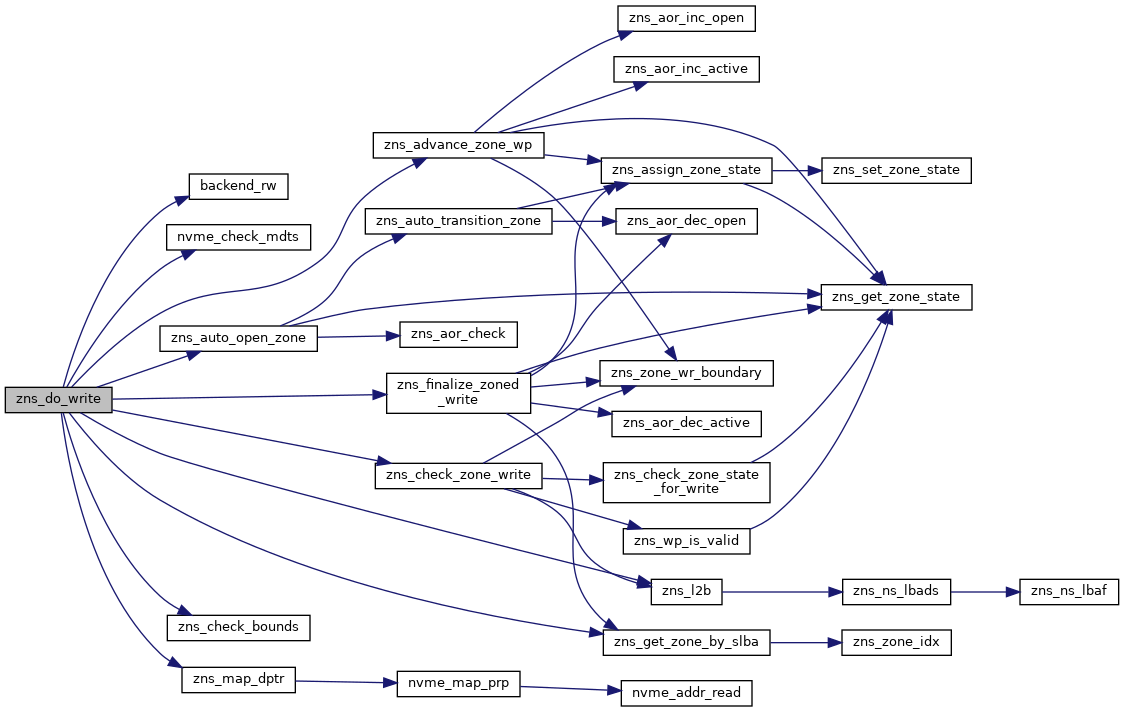 zns_aor_inc_open
zns_aor_inc_active
zns_advance_zone_wp
zns_assign_zone_state
zns_set_zone_state
backend_rw
zns_auto_transition_zone
zns_aor_dec_open
nvme_check_mdts
zns_get_zone_state
zns_auto_open_zone
zns_aor_check
zns_zone_wr_boundary
zns_finalize_zoned
_write
zns_do_write
zns_aor_dec_active
zns_check_zone_write
zns_check_zone_state
_for_write
zns_wp_is_valid
zns_l2b
zns_ns_lbads
zns_ns_lbaf
zns_check_bounds
zns_get_zone_by_slba
zns_zone_idx
zns_map_dptr
nvme_map_prp
nvme_addr_read